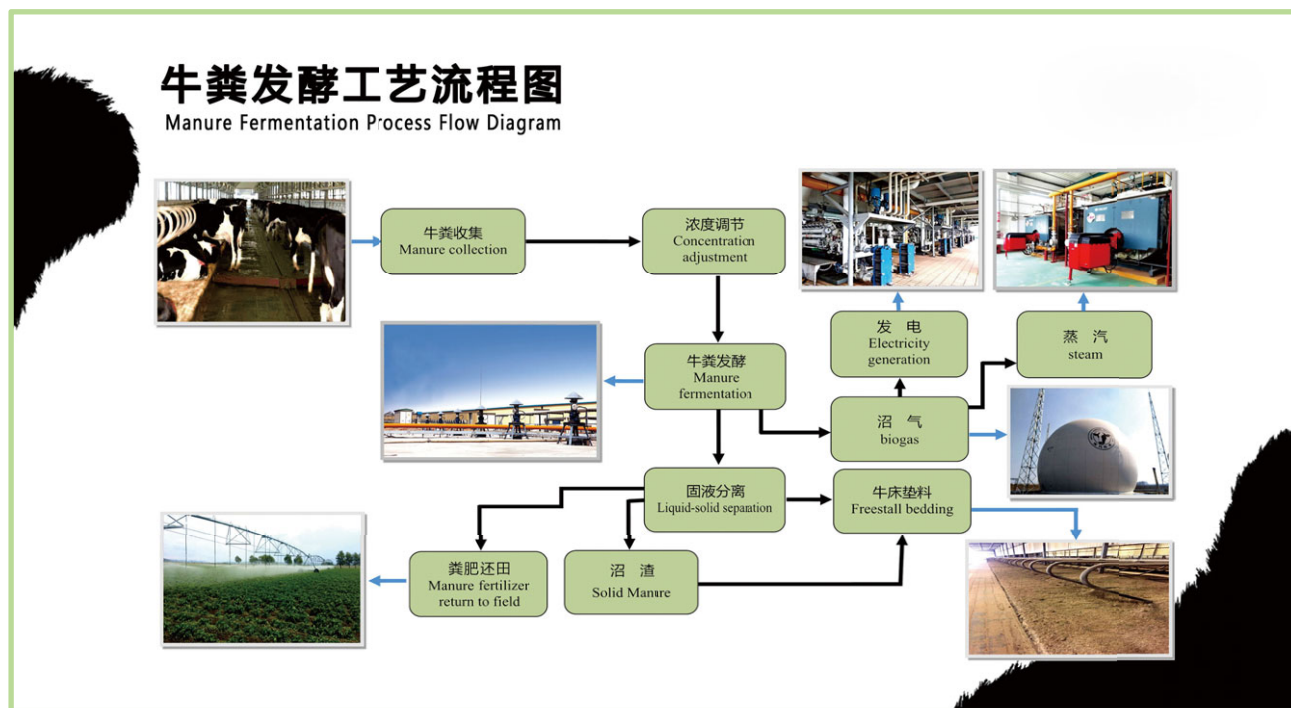 牛粪发酵工艺流程图
Manure Fermentation Process Flow Diagram
牛粪收集
Manure collection
浓度调节
Concentration
adjustment
发 电
Electricity
generation
蒸 汽
steam
牛粪发酵
Manure
fermentation
沼 气
biogas
固液分离
Liquid-solid separation
牛床垫料
Freestall bedding
粪肥还田
Manure fertilizer
return to field
沼 渣
Solid Manure